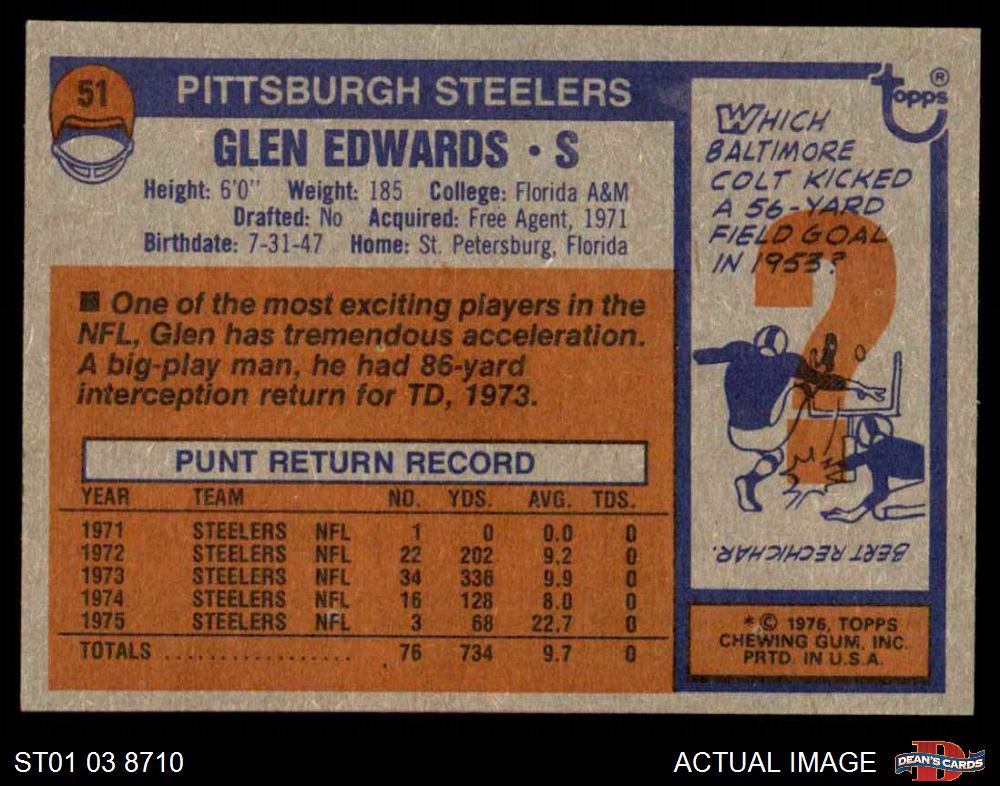 51
PITTSBURGH STEELERS
GLEN EDWARDS • S
Height: 6'0" Weight: 185 College: Florida A&M
Drafted: No Acquired: Free Agent, 1971
Birthdate: 7-31-47 Home: St. Petersburg, Florida
■ One of the most exciting players in the
NFL, Glen has tremendous acceleration.
A big-play man, he had 86-yard
interception return for TD, 1973.
PUNT RETURN RECORD
YEAR TEAM NO. YDS. AVG. TDS.
1971 STEELERS NFL 1 0 0.0 0
1972 STEELERS NFL 22 202 9.2 0
1973 STEELERS NFL 34 336 9.9 0
1974 STEELERS NFL 16 128 8.0 0
1975 STEELERS NFL 3 68 22.7 0
TOTALS .................. 76 734 9.7 0
topps ®
WHICH
BALTIMORE
COLT KICKED
A 56-YARD
FIELD GOAL
IN 1953?
?
BERT RECHICHAR.
*© 1976, TOPPS
CHEWING GUM, INC.
PRTD. IN U.S.A.
ST01 03 8710
ACTUAL IMAGE
D
DEAN'S CARDS